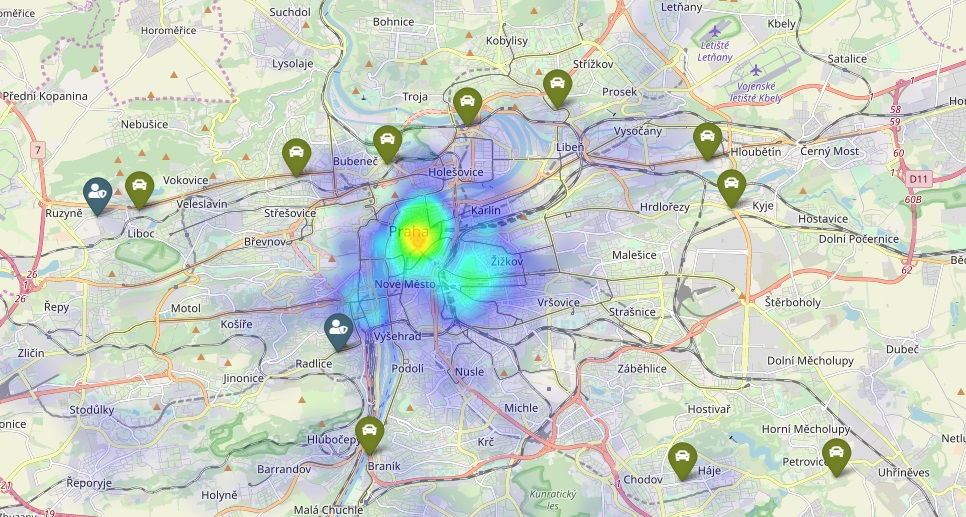 Suchdol
Bohnice
Letňany
Kbely
Horoměřice
Kobylisy
Letiště
Letňany
Satalice
Lysolaje
Střížkov
Přední Kopanina
Troja
Prosek
Vojenské
letiště Kbely
1
58
59
Nebušice
Vysočany
7
Bubeneč
Libeň
Hloubětín
Černý Most
60
Holešovice
D11
Vokovice
Ruzyně
Veleslavín
Střešovice
Karlín
Hrdlořezy
Kyje
60B
Hostavice
Liboc
Praha
Břevnov
Dolní Počernice
Malešice
Žižkov
62
26
Nové Město
26
Řepy
Motol
Vršovice
Štěrboholy
Košíře
Strašnice
Vyšehrad
Zličín
Dubeč
Radlice
Podolí
Nusle
Záběhlice
Dolní Měcholupy
Jinonice
Stodůlky
Michle
Hostivař
Hlubočepy
Krč
Horní Měcholupy
Barrandov
Braník
Háje
Uhříněves
Řeporyje
Chodov
21
Holyně
Kunratický
les
Malá Chuchle